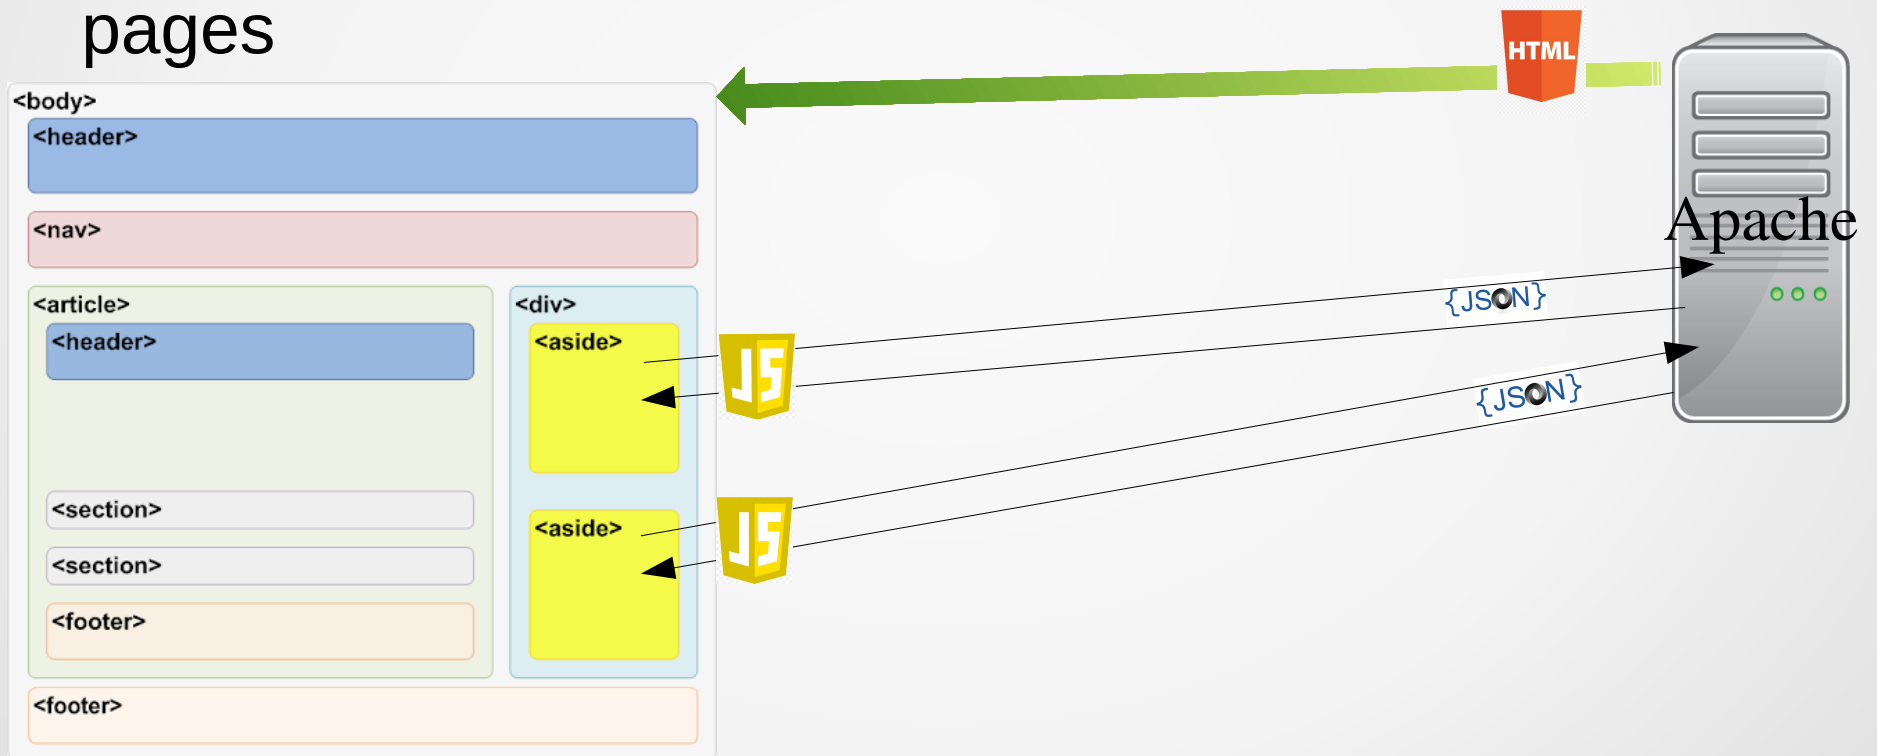 pages
HTML
<body>
<header>
<nav>
Apache
<article>
<div>
<header>
<aside>
{JSON}
JS
{JSON}
<section>
<aside>
JS
<section>
<footer>
<footer>